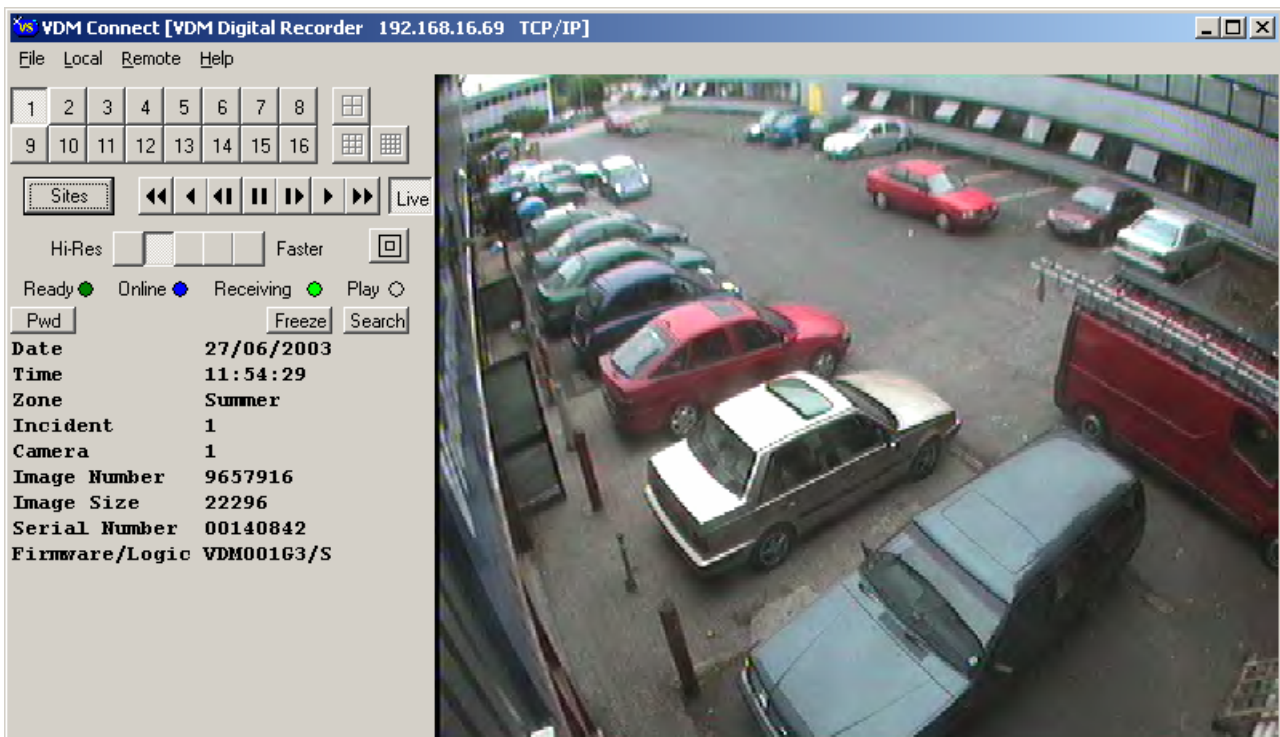 VDM Connect [VDM Digital Recorder 192.168.16.69 TCP/IP]
File Local Remote Help
1 2 3 4 5 6 7 8
9 10 11 12 13 14 15 16
Sites Live
Hi-Res Faster
Ready Online Receiving Play
Pwd Freeze Search
Date 27/06/2003
Time 11:54:29
Zone Summer
Incident 1
Camera 1
Image Number 9657916
Image Size 22296
Serial Number 00140842
Firmware/Logic VDM001G3/S